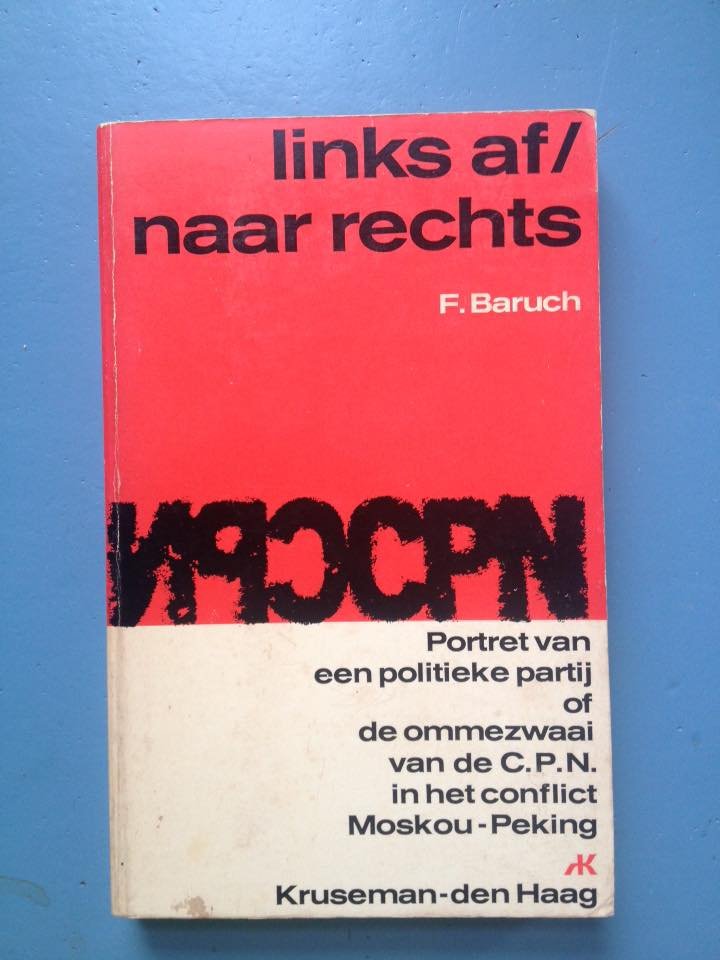 links af/
naar rechts
F. Baruch
CPN CPN
Portret van
een politieke partij
of
de ommezwaai
van de C.P.N.
in het conflict
Moskou-Peking
K
Kruseman-den Haag